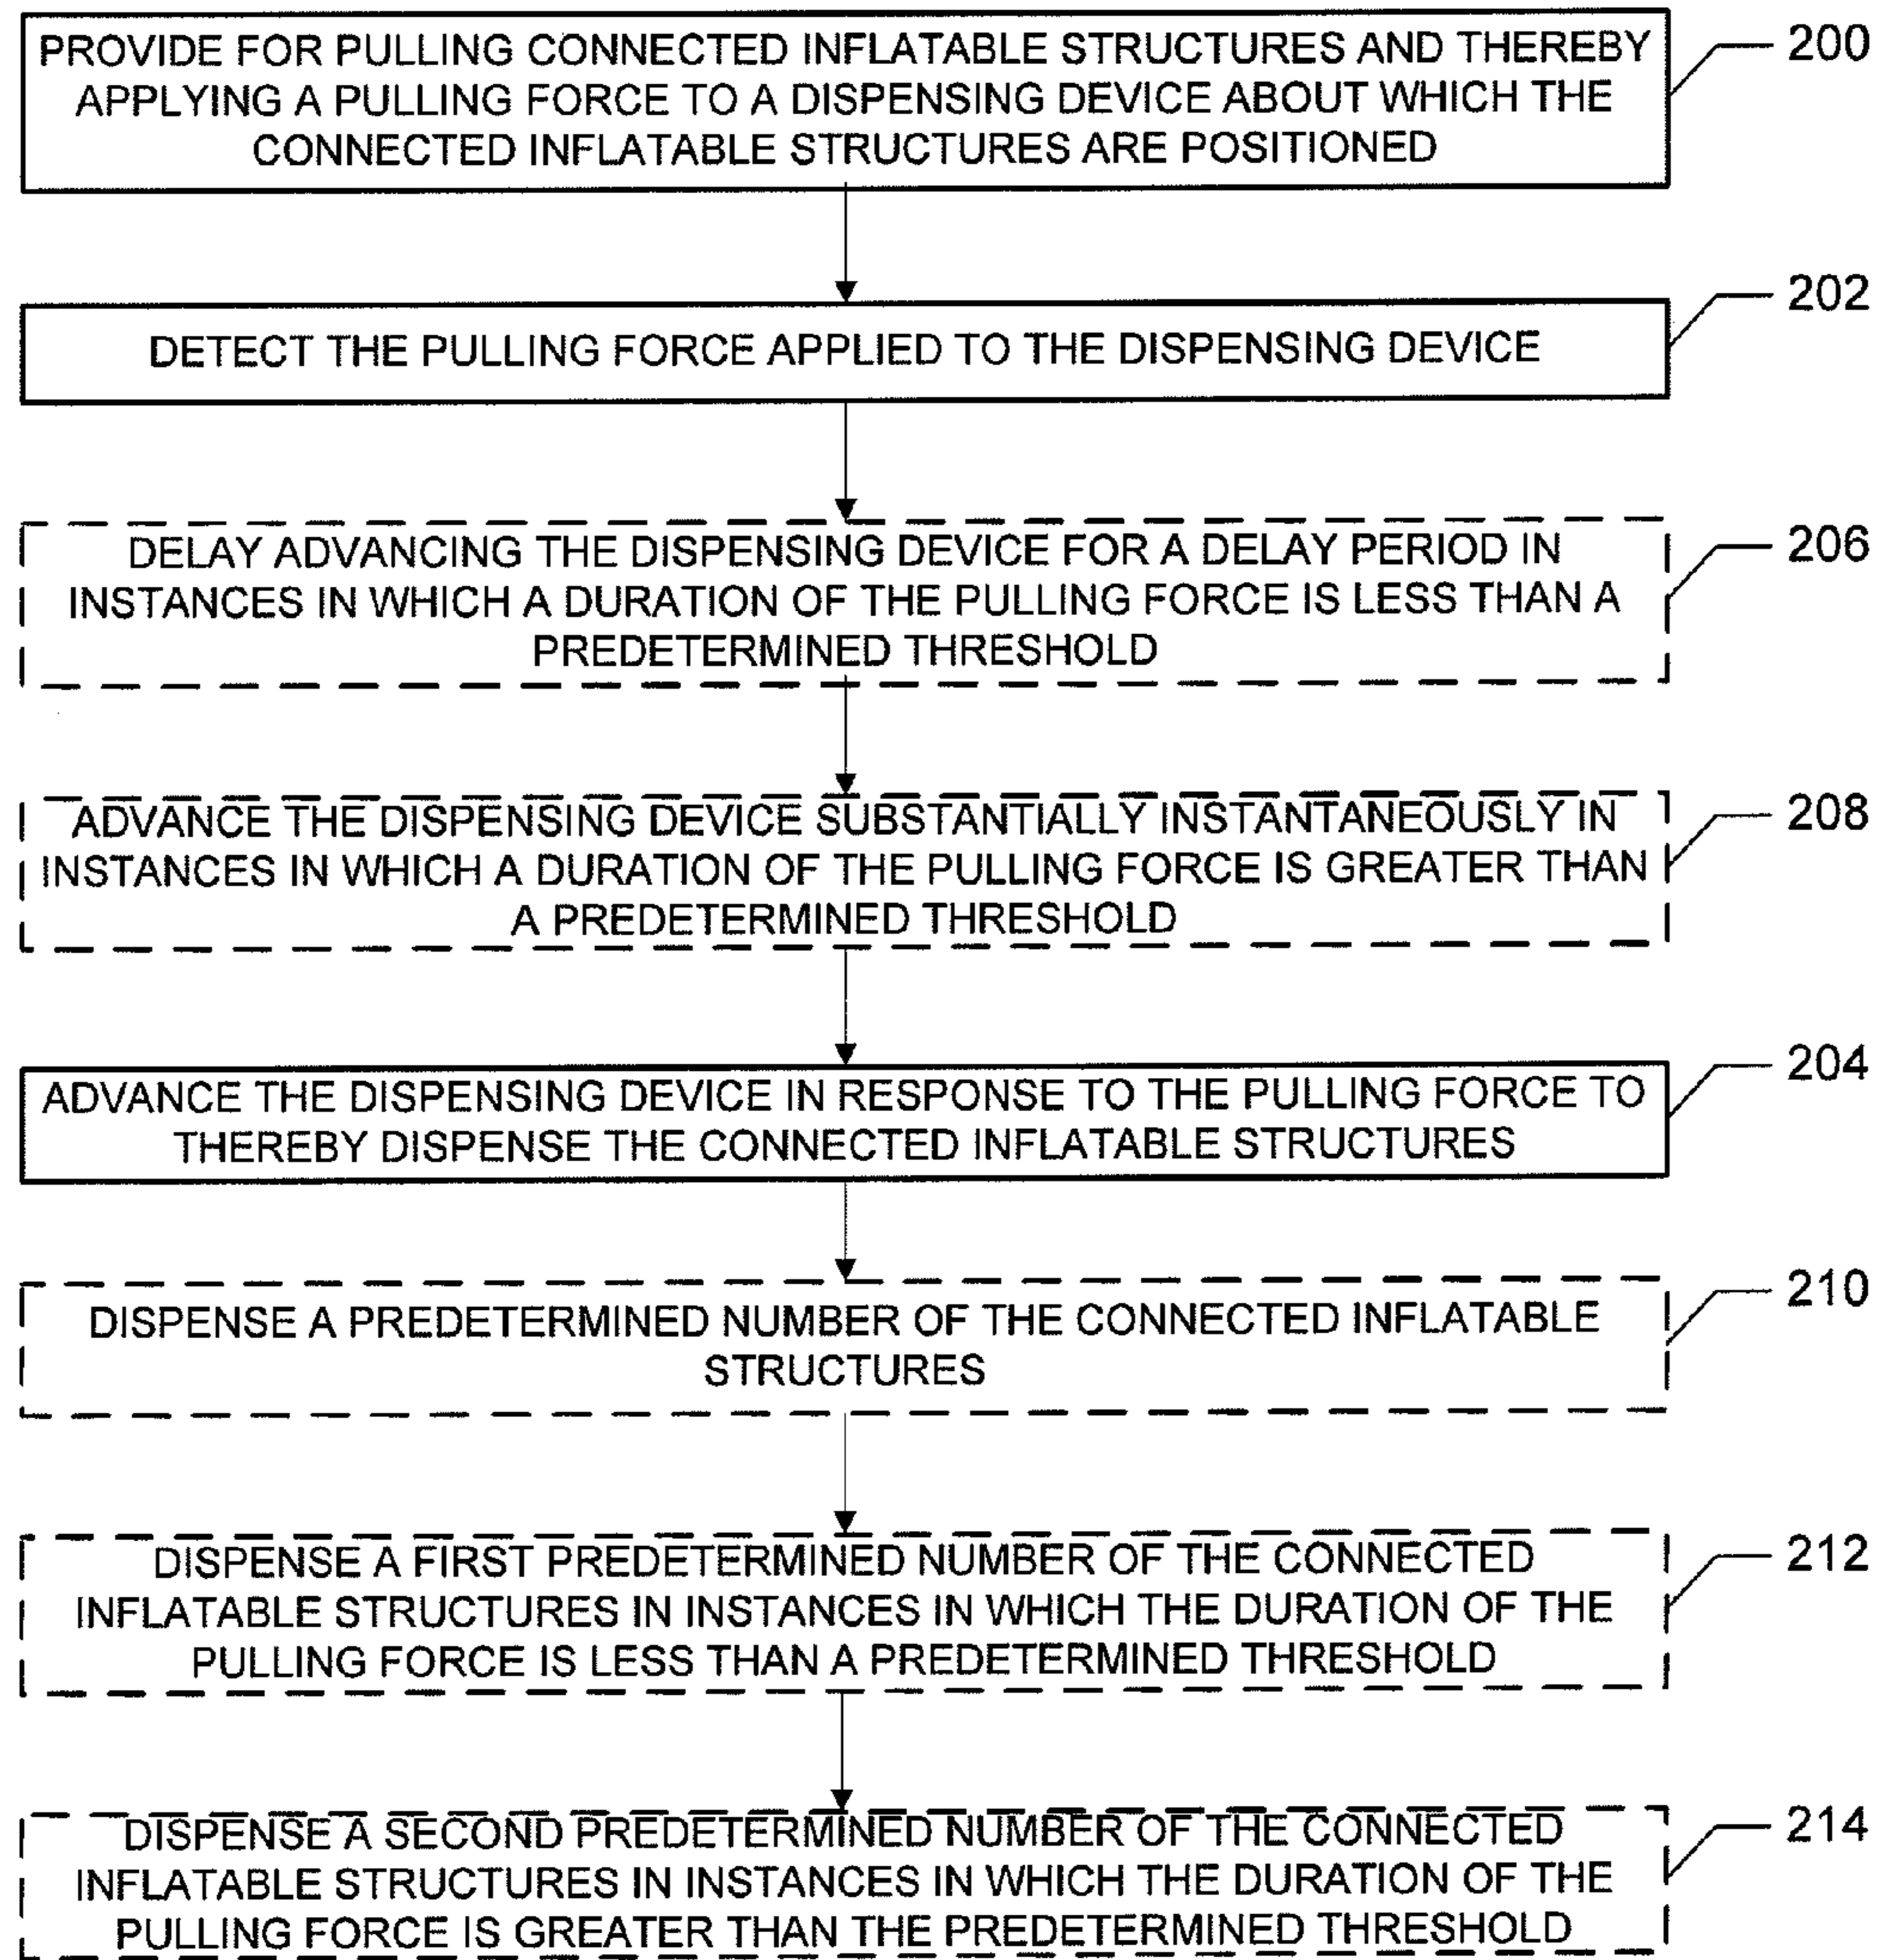 PROVIDE FOR PULLING CONNECTED INFLATABLE STRUCTURES AND THEREBY
APPLYING A PULLING FORCE TO A DISPENSING DEVICE ABOUT WHICH THE
CONNECTED INFLATABLE STRUCTURES ARE POSITIONED
200
DETECT THE PULLING FORCE APPLIED TO THE DISPENSING DEVICE
202
DELAY ADVANCING THE DISPENSING DEVICE FOR A DELAY PERIOD IN
INSTANCES IN WHICH A DURATION OF THE PULLING FORCE IS LESS THAN A
PREDETERMINED THRESHOLD
206
ADVANCE THE DISPENSING DEVICE SUBSTANTIALLY INSTANTANEOUSLY IN
INSTANCES IN WHICH A DURATION OF THE PULLING FORCE IS GREATER THAN
A PREDETERMINED THRESHOLD
208
ADVANCE THE DISPENSING DEVICE IN RESPONSE TO THE PULLING FORCE TO
THEREBY DISPENSE THE CONNECTED INFLATABLE STRUCTURES
204
DISPENSE A PREDETERMINED NUMBER OF THE CONNECTED INFLATABLE
STRUCTURES
210
DISPENSE A FIRST PREDETERMINED NUMBER OF THE CONNECTED
INFLATABLE STRUCTURES IN INSTANCES IN WHICH THE DURATION OF THE
PULLING FORCE IS LESS THAN A PREDETERMINED THRESHOLD
212
DISPENSE A SECOND PREDETERMINED NUMBER OF THE CONNECTED
INFLATABLE STRUCTURES IN INSTANCES IN WHICH THE DURATION OF THE
PULLING FORCE IS GREATER THAN THE PREDETERMINED THRESHOLD
214